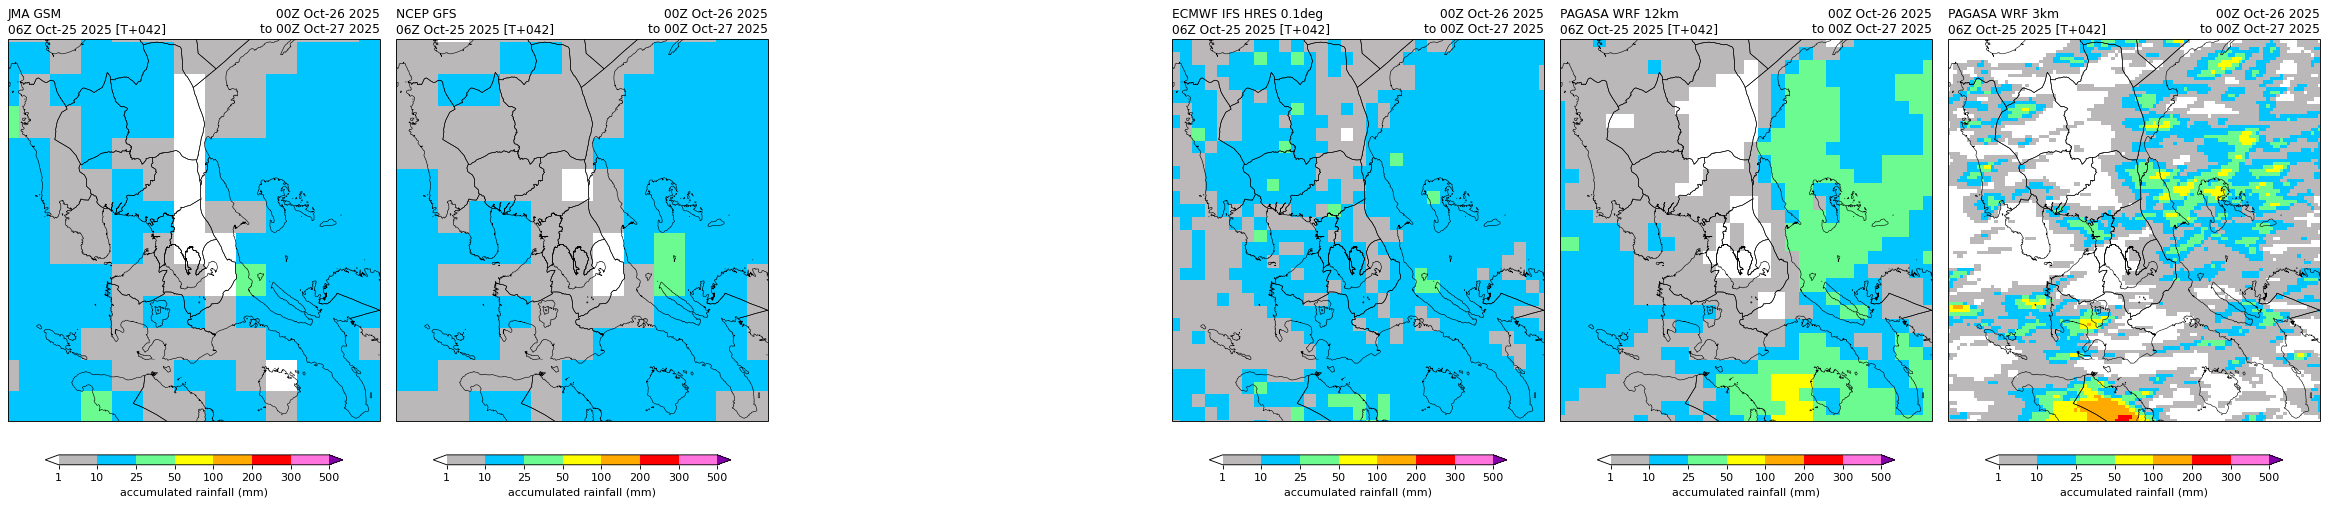 JMA GSM
00Z Oct-26 2025
06Z Oct-25 2025 [T+042]
to 00Z Oct-27 2025
NCEP GFS
00Z Oct-26 2025
06Z Oct-25 2025 [T+042]
to 00Z Oct-27 2025
ECMWF IFS HRES 0.1deg
00Z Oct-26 2025
06Z Oct-25 2025 [T+042]
to 00Z Oct-27 2025
PAGASA WRF 12km
00Z Oct-26 2025
06Z Oct-25 2025 [T+042]
to 00Z Oct-27 2025
PAGASA WRF 3km
00Z Oct-26 2025
06Z Oct-25 2025 [T+042]
to 00Z Oct-27 2025
1 10 25 50 100 200 300 500
accumulated rainfall (mm)
1 10 25 50 100 200 300 500
accumulated rainfall (mm)
1 10 25 50 100 200 300 500
accumulated rainfall (mm)
1 10 25 50 100 200 300 500
accumulated rainfall (mm)
1 10 25 50 100 200 300 500
accumulated rainfall (mm)